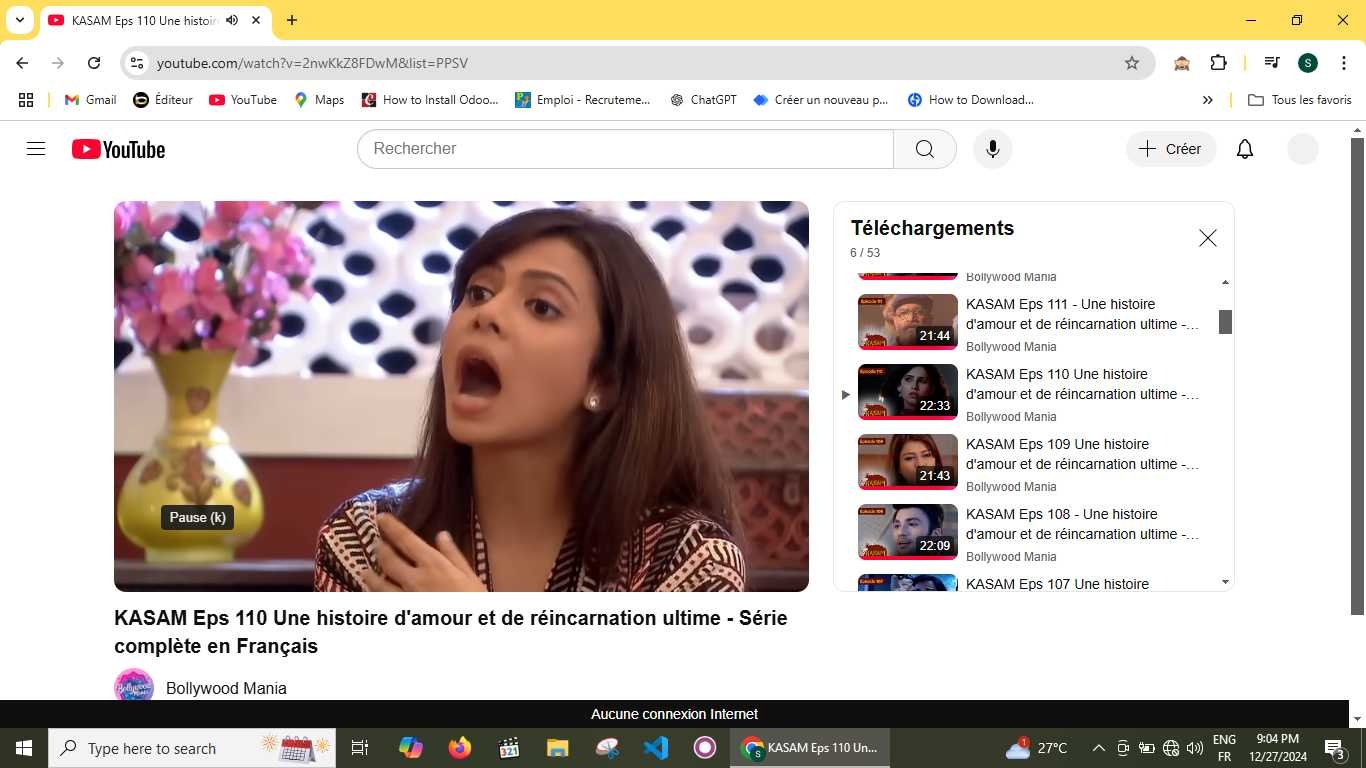 KASAM Eps 110 Une histoir
youtube.com/watch?v=2nwKkZ8FDwM&list=PPSV
S
Gmail
Éditeur
YouTube
Maps
How to Install Odoo...
Emploi - Recruteme...
ChatGPT
Créer un nouveau p...
How to Download...
Tous les favoris
YouTube
Rechercher
Créer
Téléchargements
6 / 53
Bollywood Mania
KASAM Eps 111 - Une histoire
d'amour et de réincarnation ultime -...
21:44
Bollywood Mania
KASAM Eps 110 Une histoire
d'amour et de réincarnation ultime -...
22:33
Bollywood Mania
KASAM Eps 109 Une histoire
d'amour et de réincarnation ultime -...
21:43
Bollywood Mania
KASAM Eps 108 - Une histoire
d'amour et de réincarnation ultime -...
22:09
Bollywood Mania
KASAM Eps 107 Une histoire
Pause (k)
KASAM Eps 110 Une histoire d'amour et de réincarnation ultime - Série
complète en Français
Bollywood Mania
Aucune connexion Internet
Type here to search
321
KASAM Eps 110 Un...
27°C
ENG
FR
9:04 PM
12/27/2024
3